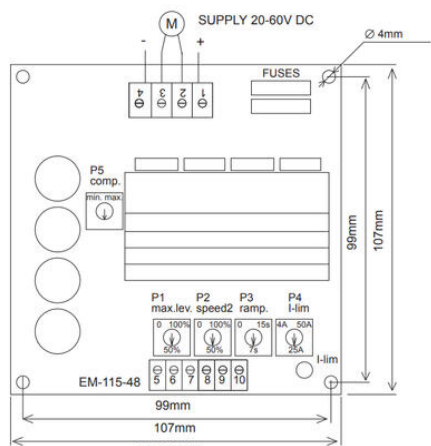 M SUPPLY 20-60V DC
- +
Ø 4mm
FUSES
4 3 2 1
P5
comp.
min. max.
99mm
107mm
P1 P2 P3 P4
max.lev. speed2 ramp. I-lim
0 100% 0 100% 0 15s 4A 50A
50% 50% 7s 25A
I-lim
EM-115-48 5 6 7 8 9 10
99mm
107mm